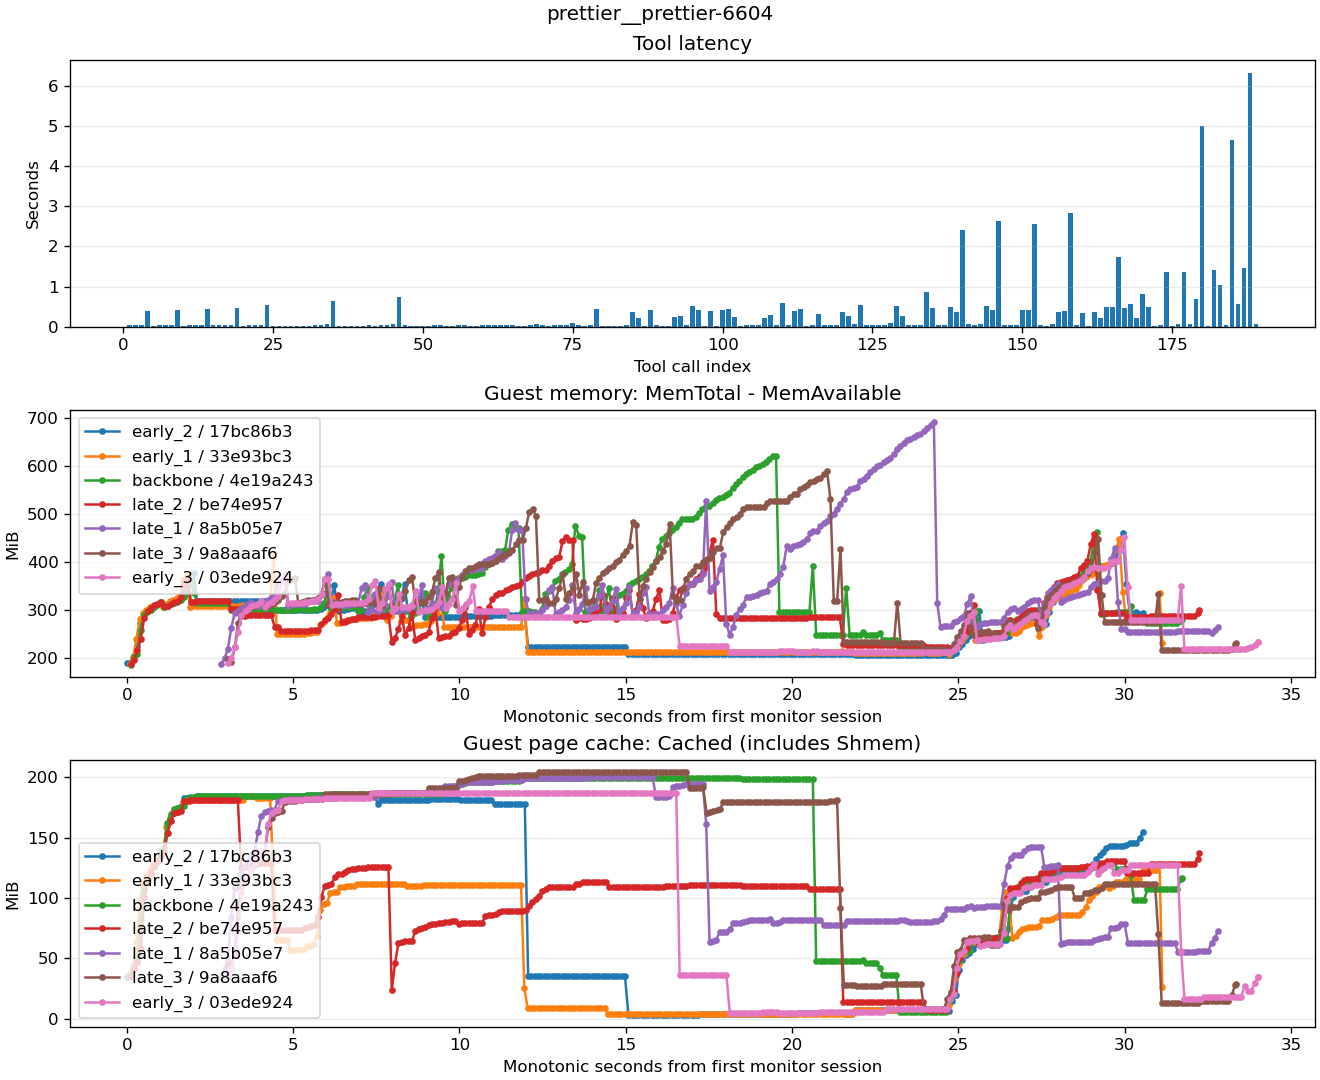 prettier__prettier-6604
Tool latency
Seconds
6
5
4
3
2
1
0
0 25 50 75 100 125 150 175
Tool call index
Guest memory: MemTotal - MemAvailable
MiB
700
600
500
400
300
200
early_2 / 17bc86b3
early_1 / 33e93bc3
backbone / 4e19a243
late_2 / be74e957
late_1 / 8a5b05e7
late_3 / 9a8aaaf6
early_3 / 03ede924
0 5 10 15 20 25 30 35
Monotonic seconds from first monitor session
Guest page cache: Cached (includes Shmem)
MiB
200
150
100
50
0
early_2 / 17bc86b3
early_1 / 33e93bc3
backbone / 4e19a243
late_2 / be74e957
late_1 / 8a5b05e7
late_3 / 9a8aaaf6
early_3 / 03ede924
0 5 10 15 20 25 30 35
Monotonic seconds from first monitor session